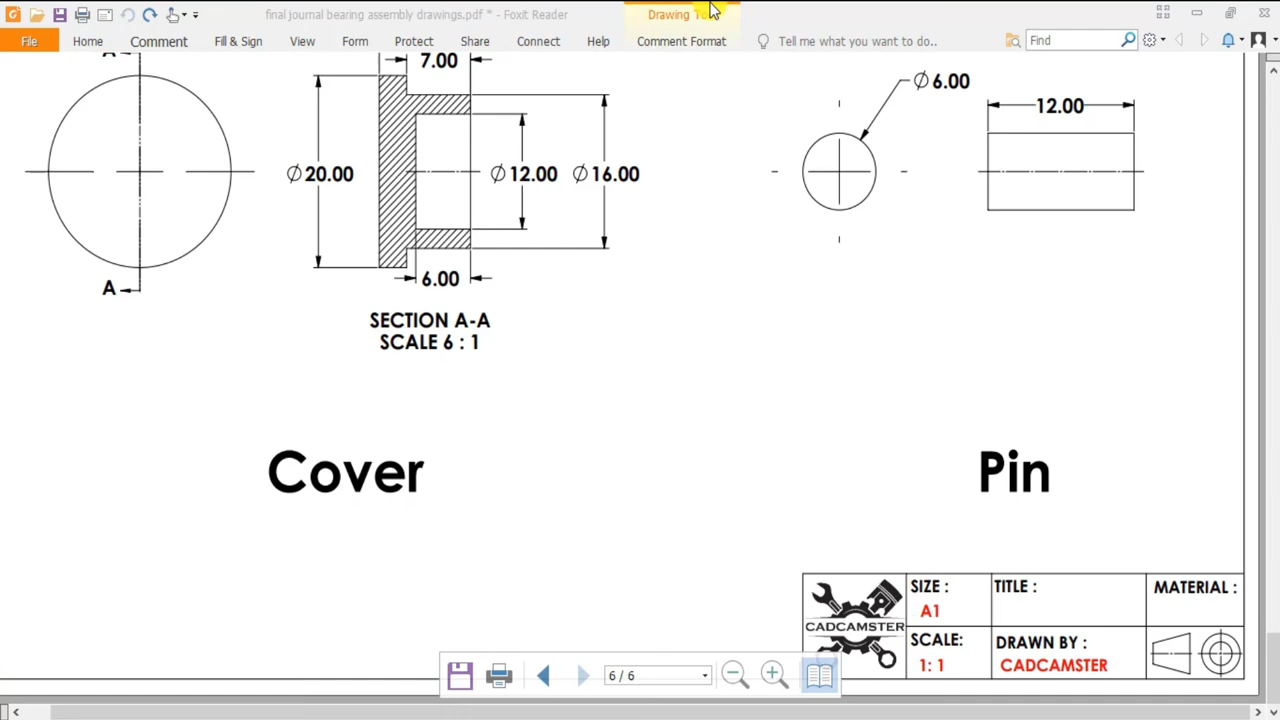 final journal bearing assembly drawings.pdf * - Foxit Reader
Drawing
File
Home
Comment
Fill & Sign
View
Form
Protect
Share
Connect
Help
Comment Format
Tell me what you want to do..
Find
A
7.00
∅ 20.00
∅ 12.00
∅ 16.00
6.00
A
SECTION A-A
SCALE 6 : 1
∅ 6.00
12.00
Cover
Pin
CADCAMSTER
SIZE :
A1
TITLE :
MATERIAL :
SCALE:
1: 1
DRAWN BY :
CADCAMSTER
6 / 6